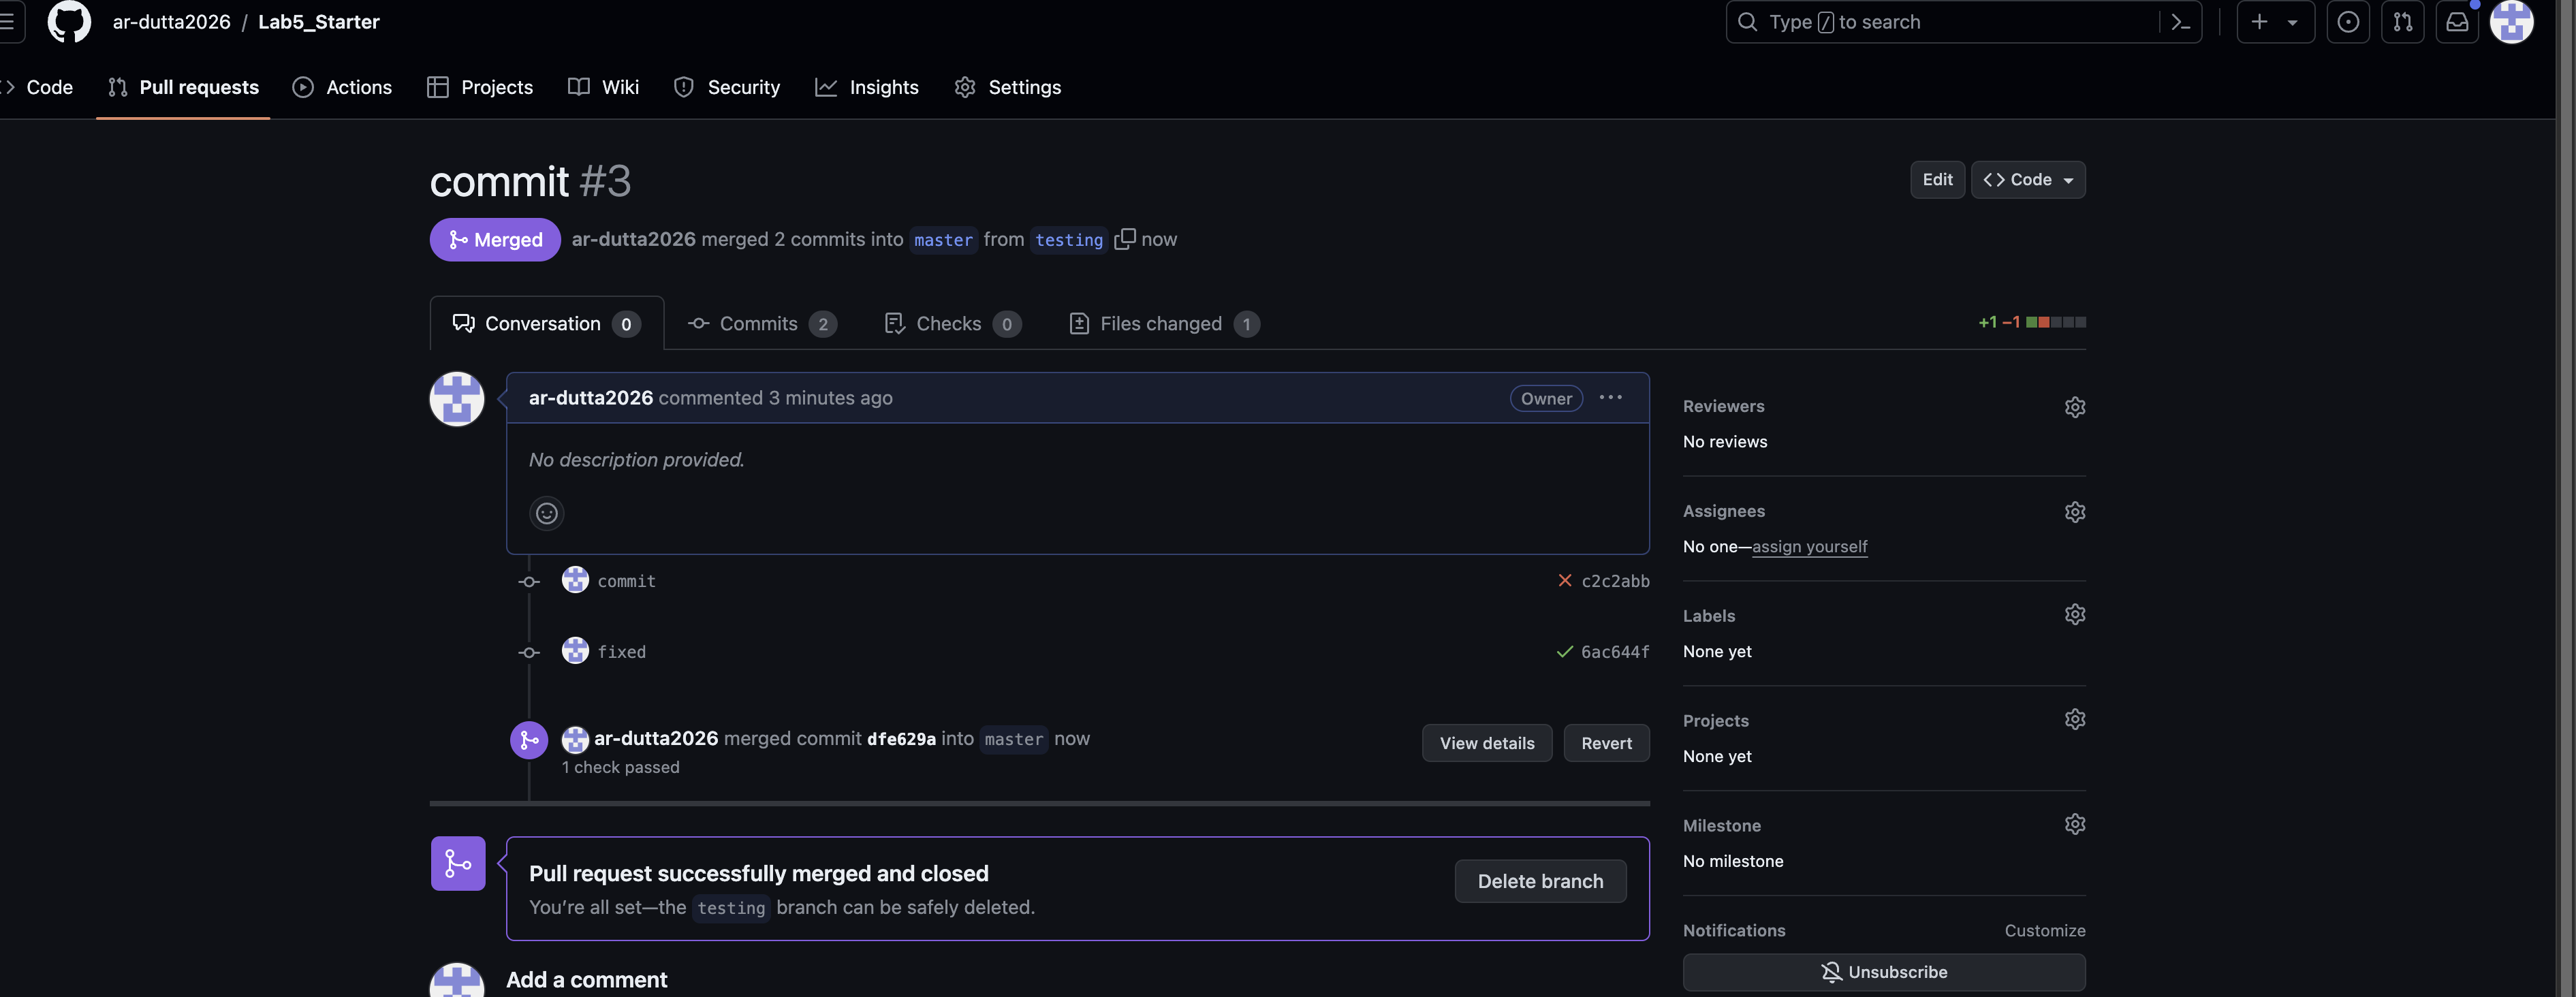 ar-dutta2026 / Lab5_Starter
Type / to search
Code
Pull requests
Actions
Projects
Wiki
Security
Insights
Settings
commit #3
Edit
Code
Merged
ar-dutta2026 merged 2 commits into master from testing now
Conversation 0
Commits 2
Checks 0
Files changed 1
+1 −1
ar-dutta2026 commented 3 minutes ago
Owner
No description provided.
commit
c2c2abb
fixed
6ac644f
ar-dutta2026 merged commit dfe629a into master now
1 check passed
View details
Revert
Pull request successfully merged and closed
You're all set—the testing branch can be safely deleted.
Delete branch
Add a comment
Reviewers
No reviews
Assignees
No one—assign yourself
Labels
None yet
Projects
None yet
Milestone
No milestone
Notifications
Customize
Unsubscribe